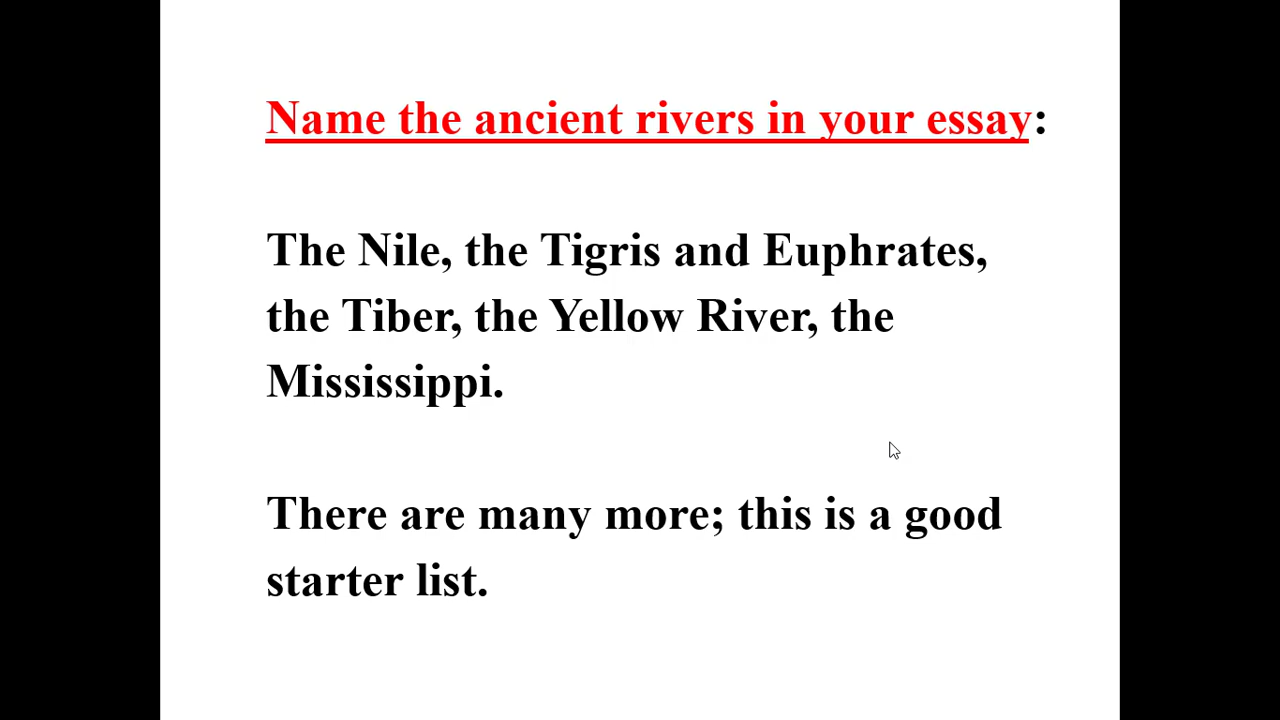 Name the ancient rivers in your essay:
The Nile, the Tigris and Euphrates,
the Tiber, the Yellow River, the
Mississippi.
There are many more; this is a good
starter list.